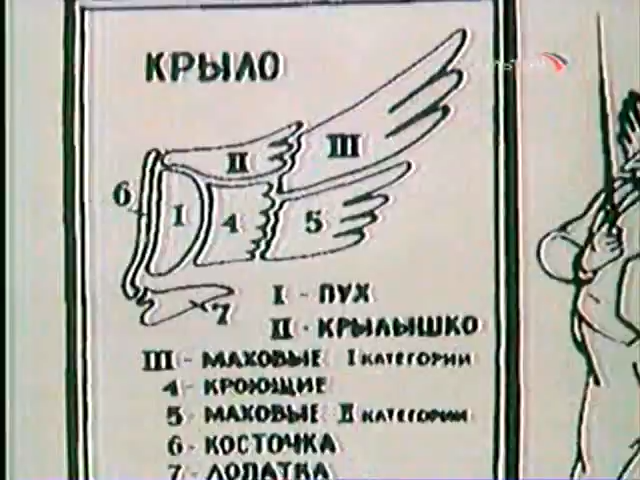 КРЫЛО
II
III
6
I
4
5
7
I - ПУХ
II - КРЫЛЫШКО
III - МАХОВЫЕ I КАТЕГОРИИ
4 - КРОЮЩИЕ
5 МАХОВЫЕ II КАТЕГОРИИ
6 - КОСТОЧКА
7 - ЛОПАТКА